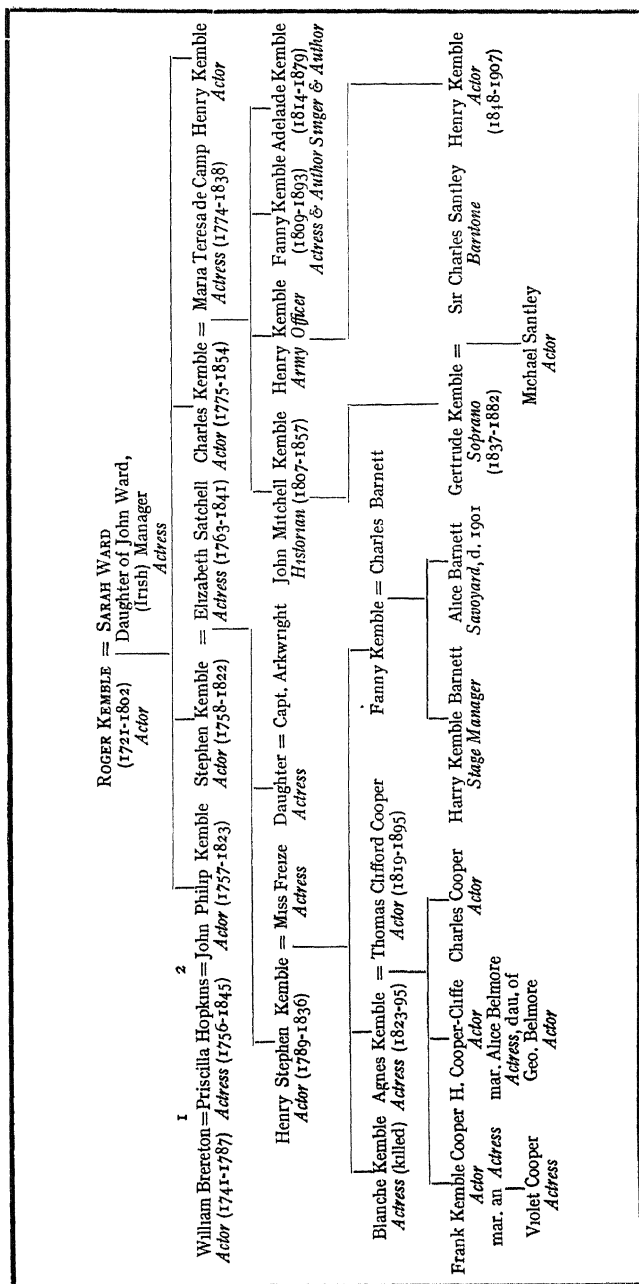 ROGER KEMBLE = SARAH WARD
(1721-1802) Daughter of John Ward,
Actor (Irish) Manager
Actress
1 2
William Brereton=Priscilla Hopkins=John Philip Kemble Stephen Kemble = Elizabeth Satchell Charles Kemble = Maria Teresa de Camp Henry Kemble
Actor (1741-1787) Actress (1756-1845) Actor (1757-1823) Actor (1758-1822) Actress (1763-1841) Actor (1775-1854) Actress (1774-1838) Actor
Henry Stephen Kemble = Miss Freize Daughter = Capt. Arkwright John Mitchell Kemble Henry Kemble Fanny Kemble Adelaide Kemble
Actor (1789-1836) Actress Actress Historian (1807-1857) Army Officer (1809-1893) (1814-1879)
Actress & Author Singer & Author
Blanche Kemble Agnes Kemble = Thomas Clifford Cooper Fanny Kemble = Charles Barnett
Actress (killed) Actress (1823-95) Actor (1819-1895)
Frank Kemble Cooper H. Cooper-Cliffe Charles Cooper Harry Kemble Barnett Alice Barnett Gertrude Kemble = Sir Charles Santley Henry Kemble
Actor Actor Actor Stage Manager Savoyard, d. 1901 Soprano Baritone Actor
mar. an Actress mar. Alice Belmore (1837-1882) (1848-1907)
Actress, dau. of
Geo. Belmore
Actor
Violet Cooper Michael Santley
Actress Actor